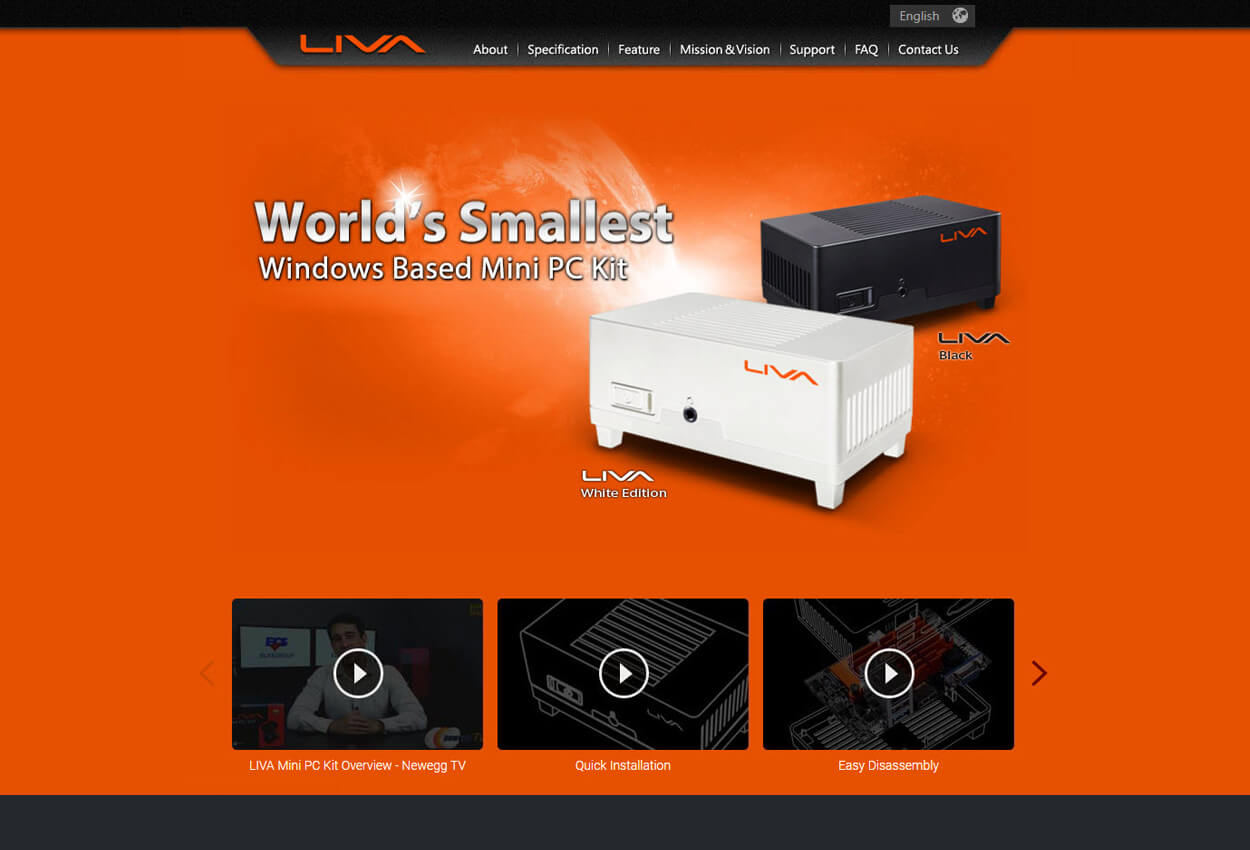 English
LIVA
About
Specification
Feature
Mission & Vision
Support
FAQ
Contact Us
World's Smallest
Windows Based Mini PC Kit
LIVA
LIVA
Black
LIVA
LIVA
White Edition
ECS
LIVA Mini PC Kit Overview - Newegg TV
Quick Installation
Easy Disassembly